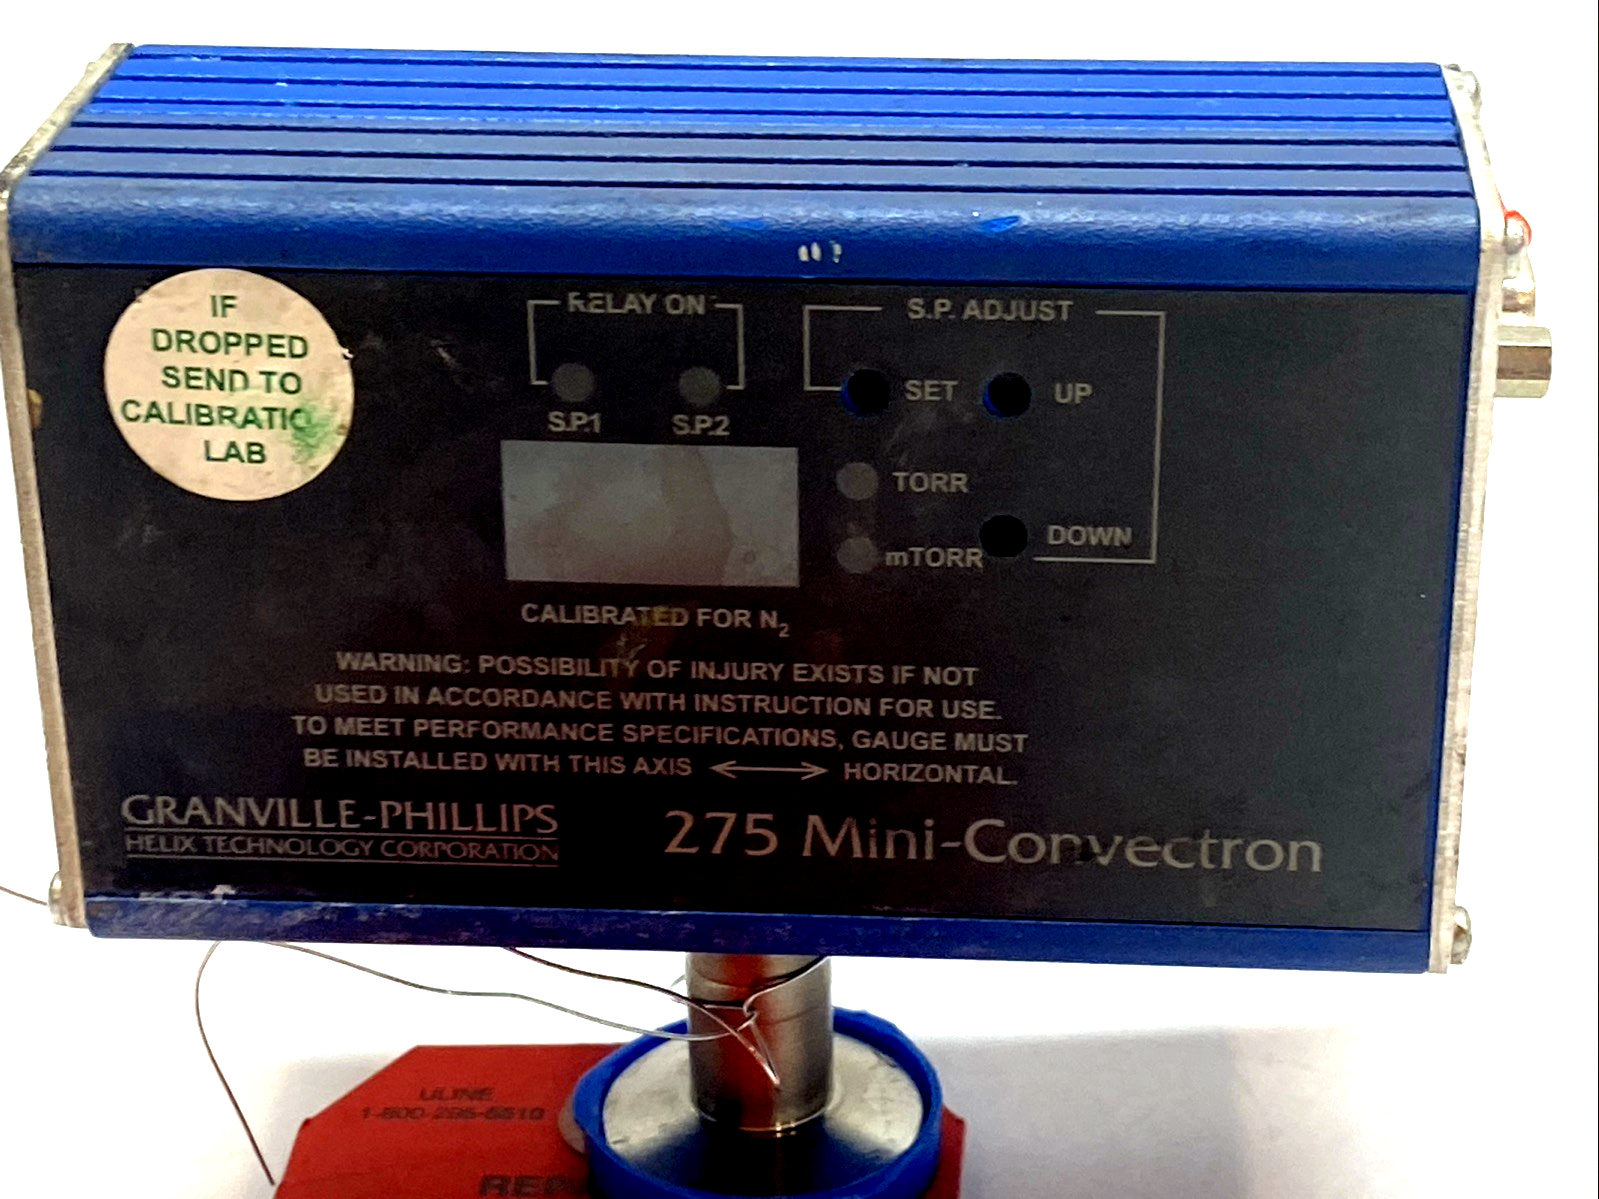 IF
DROPPED
SEND TO
CALIBRATIO
LAB
RELAY ON
S.P.1 S.P.2
S.P. ADJUST
SET UP
TORR
mTORR
DOWN
CALIBRATED FOR N₂
WARNING: POSSIBILITY OF INJURY EXISTS IF NOT
USED IN ACCORDANCE WITH INSTRUCTION FOR USE.
TO MEET PERFORMANCE SPECIFICATIONS, GAUGE MUST
BE INSTALLED WITH THIS AXIS ⟷ HORIZONTAL.
GRANVILLE-PHILLIPS
HELIX TECHNOLOGY CORPORATION
275 Mini-Convectron
ULINE